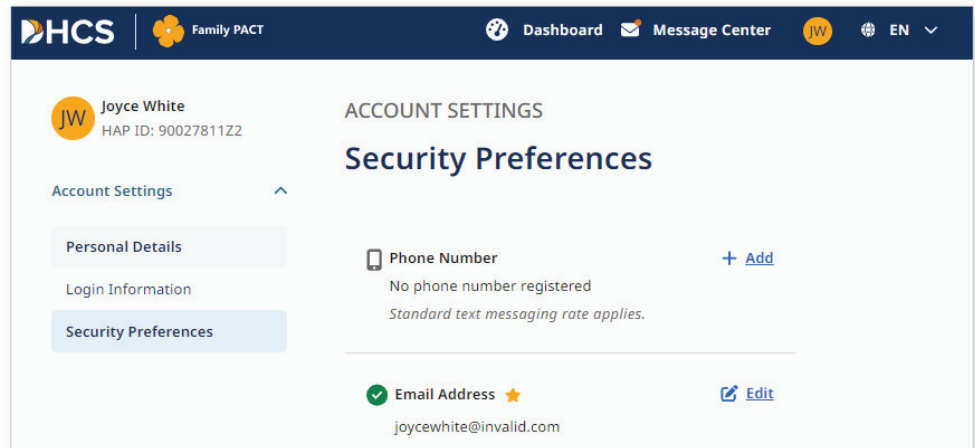 DHCS Family PACT Dashboard Message Center JW EN
JW Joyce White
HAP ID: 90027811Z2
Account Settings
Personal Details
Login Information
Security Preferences
ACCOUNT SETTINGS
Security Preferences
Phone Number + Add
No phone number registered
Standard text messaging rate applies.
Email Address Edit
joycewhite@invalid.com